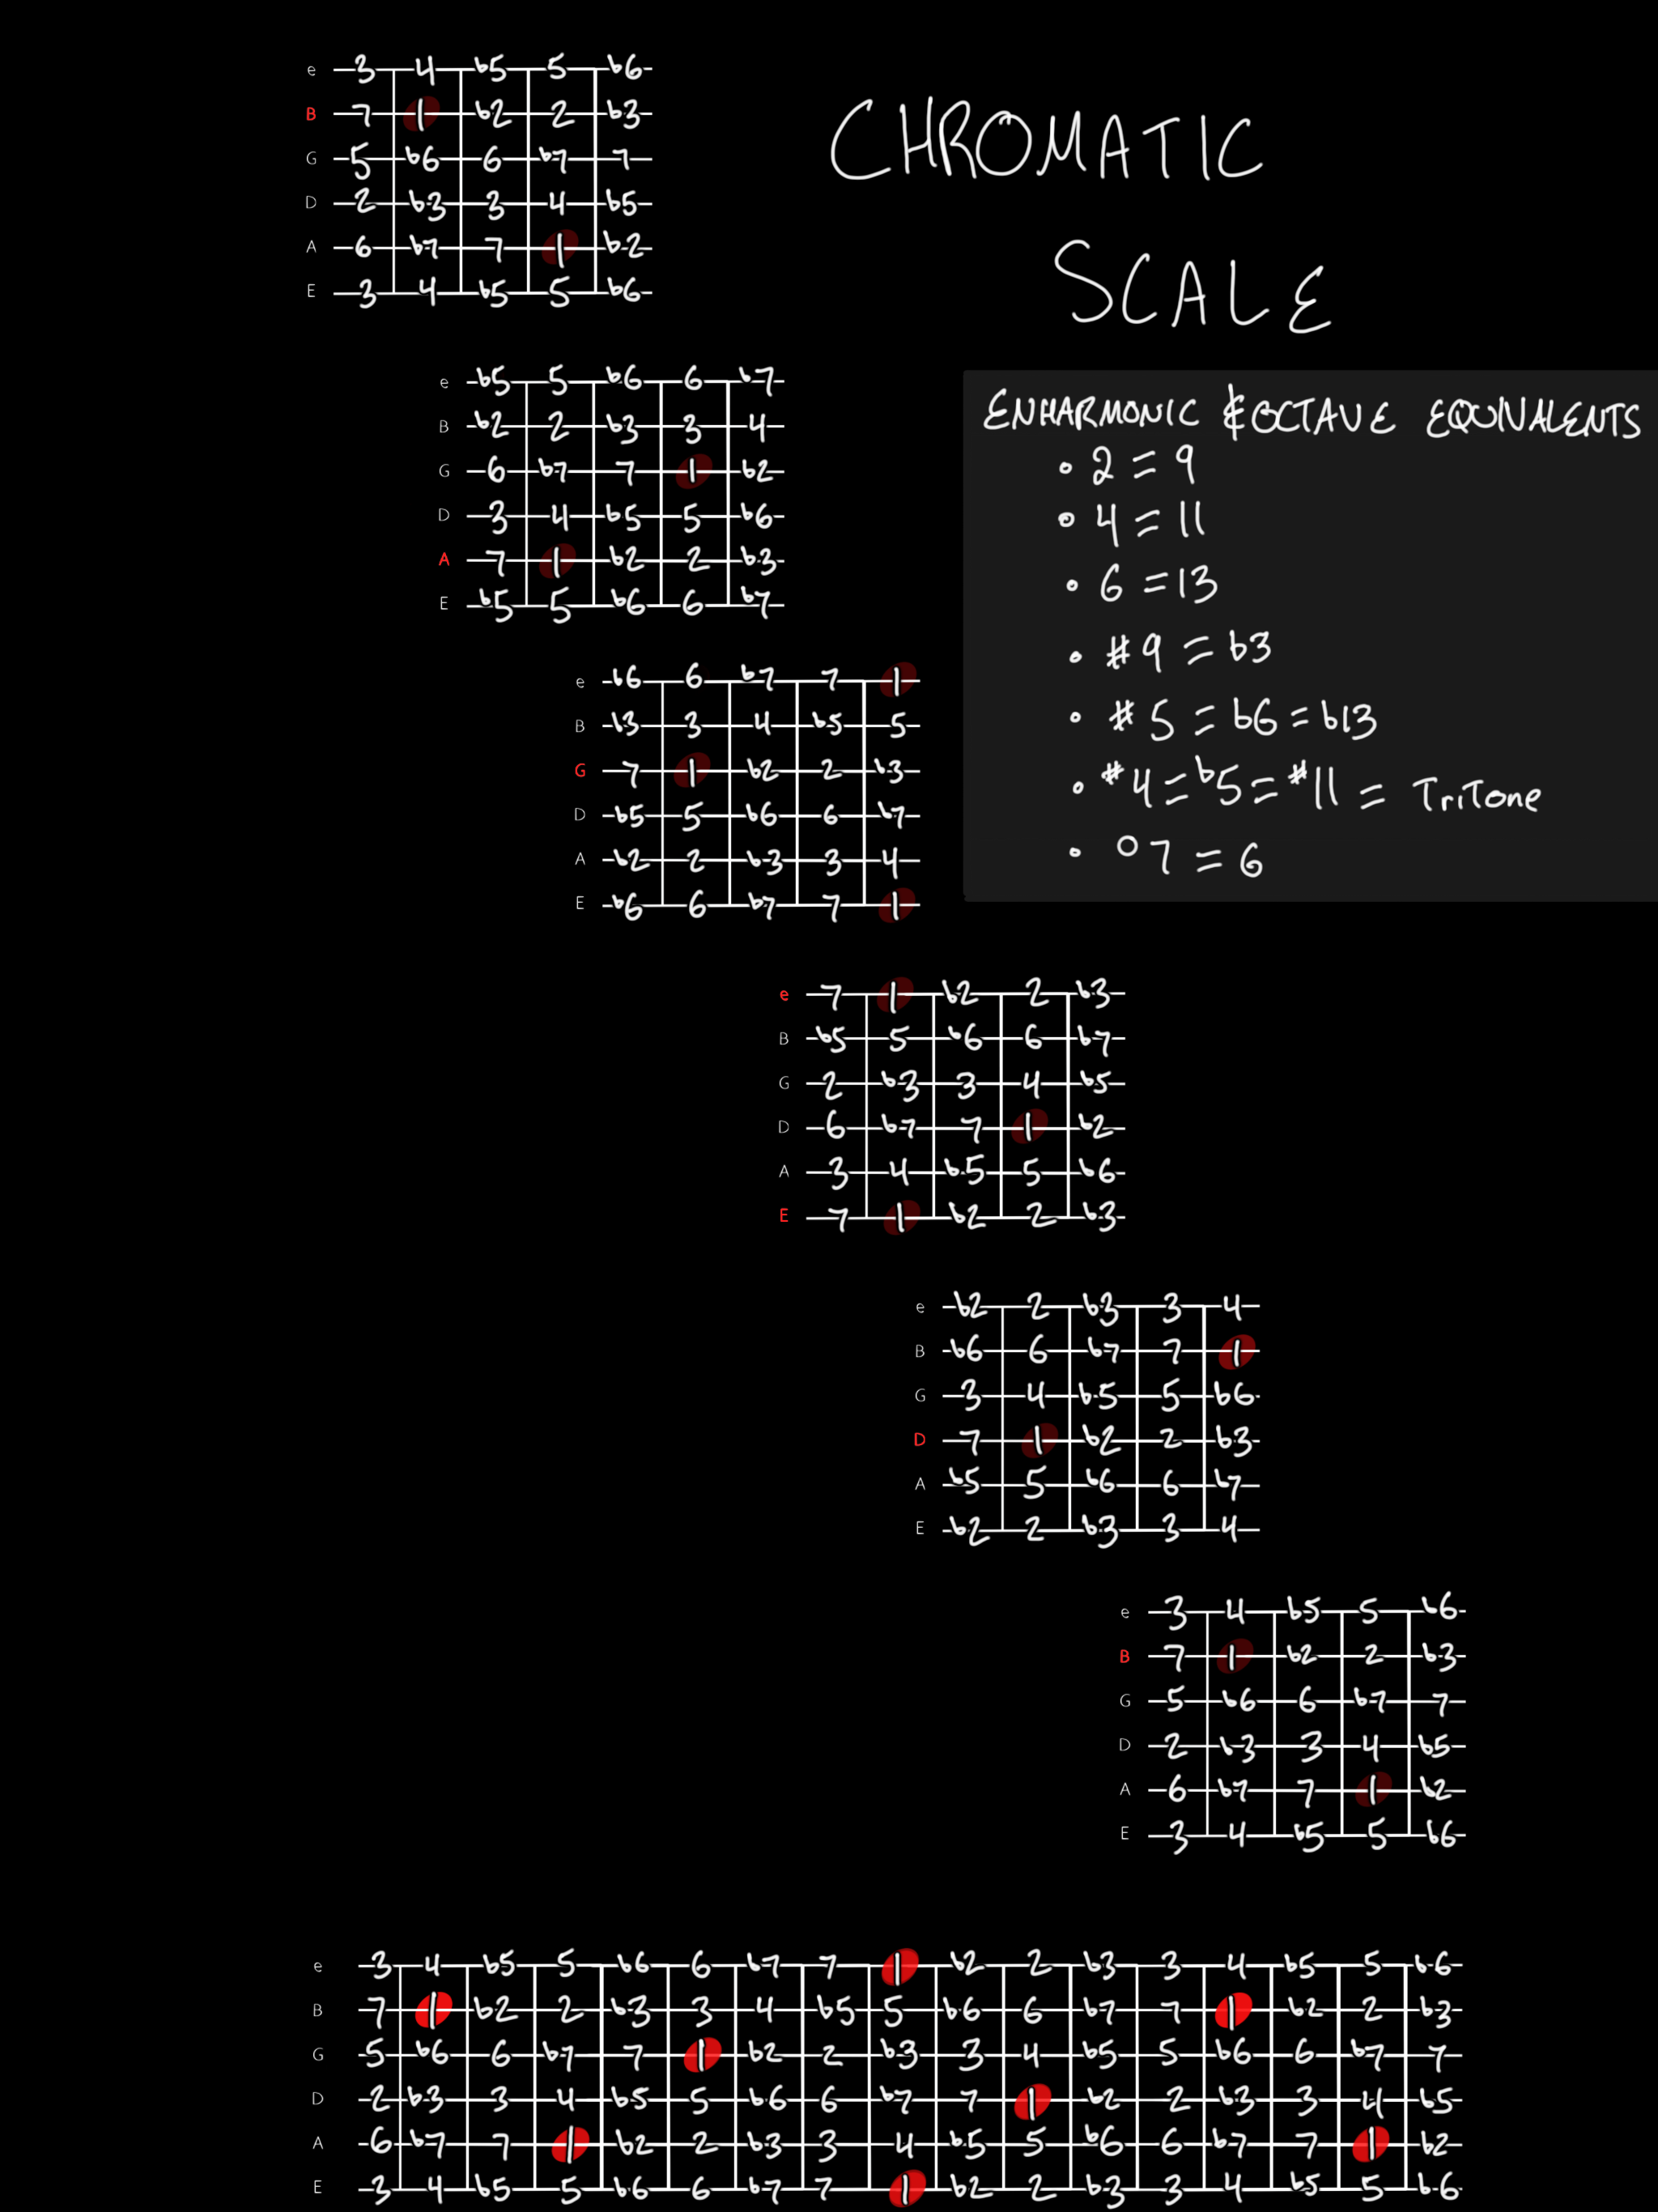 CHROMATIC
SCALE
e 3 4 b5 5 b6
B 7 1 b2 2 b3
G 5 b6 6 b7 7
D 2 b3 3 4 b5
A 6 b7 7 1 b2
E 3 4 b5 5 b6
e b5 5 b6 6 b7
B b2 2 b3 3 4
G 6 b7 7 1 b2
D 3 4 b5 5 b6
A 7 1 b2 2 b3
E b5 5 b6 6 b7
ENHARMONIC & OCTAVE EQUIVALENTS
• 2 = 9
• 4 = 11
• 6 = 13
• #9 = b3
• #5 = b6 = b13
• #4 = b5 = #11 = TriTone
• o7 = 6
e b6 6 b7 7 1
B b3 3 4 b5 5
G 7 1 b2 2 b3
D b5 5 b6 6 b7
A b2 2 b3 3 4
E b6 6 b7 7 1
e 7 1 b2 2 b3
B b5 5 b6 6 b7
G 2 b3 3 4 b5
D 6 b7 7 1 b2
A 3 4 b5 5 b6
E 7 1 b2 2 b3
e b2 2 b3 3 4
B b6 6 b7 7 1
G 3 4 b5 5 b6
D 7 1 b2 2 b3
A b5 5 b6 6 b7
E b2 2 b3 3 4
e 3 4 b5 5 b6
B 7 1 b2 2 b3
G 5 b6 6 b7 7
D 2 b3 3 4 b5
A 6 b7 7 1 b2
E 3 4 b5 5 b6
e 3 4 b5 5 b6 6 b7 7 1 b2 2 b3 3 4 b5 5 b6
B 7 1 b2 2 b3 3 4 b5 5 b6 6 b7 7 1 b2 2 b3
G 5 b6 6 b7 7 1 b2 2 b3 3 4 b5 5 b6 6 b7 7
D 2 b3 3 4 b5 5 b6 6 b7 7 1 b2 2 b3 3 4 b5
A 6 b7 7 1 b2 2 b3 3 4 b5 5 b6 6 b7 7 1 b2
E 3 4 b5 5 b6 6 b7 7 1 b2 2 b3 3 4 b5 5 b6